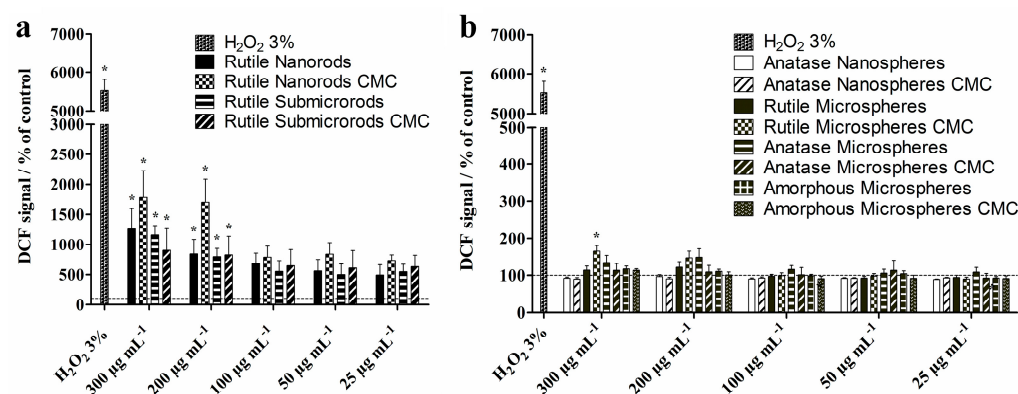 a
DCF signal / % of control
7000
6000
5000
3000
2500
2000
1500
1000
500
0
*
*
*
*
*
*
*
*
*
H₂O₂ 3%
Rutile Nanorods
Rutile Nanorods CMC
Rutile Submicrorods
Rutile Submicrorods CMC
H₂O₂ 3%
300 µg mL⁻¹
200 µg mL⁻¹
100 µg mL⁻¹
50 µg mL⁻¹
25 µg mL⁻¹
b
DCF signal / % of control
7000
6000
5000
500
400
300
200
100
0
*
*
H₂O₂ 3%
Anatase Nanospheres
Anatase Nanospheres CMC
Rutile Microspheres
Rutile Microspheres CMC
Anatase Microspheres
Anatase Microspheres CMC
Amorphous Microspheres
Amorphous Microspheres CMC
H₂O₂ 3%
300 µg mL⁻¹
200 µg mL⁻¹
100 µg mL⁻¹
50 µg mL⁻¹
25 µg mL⁻¹